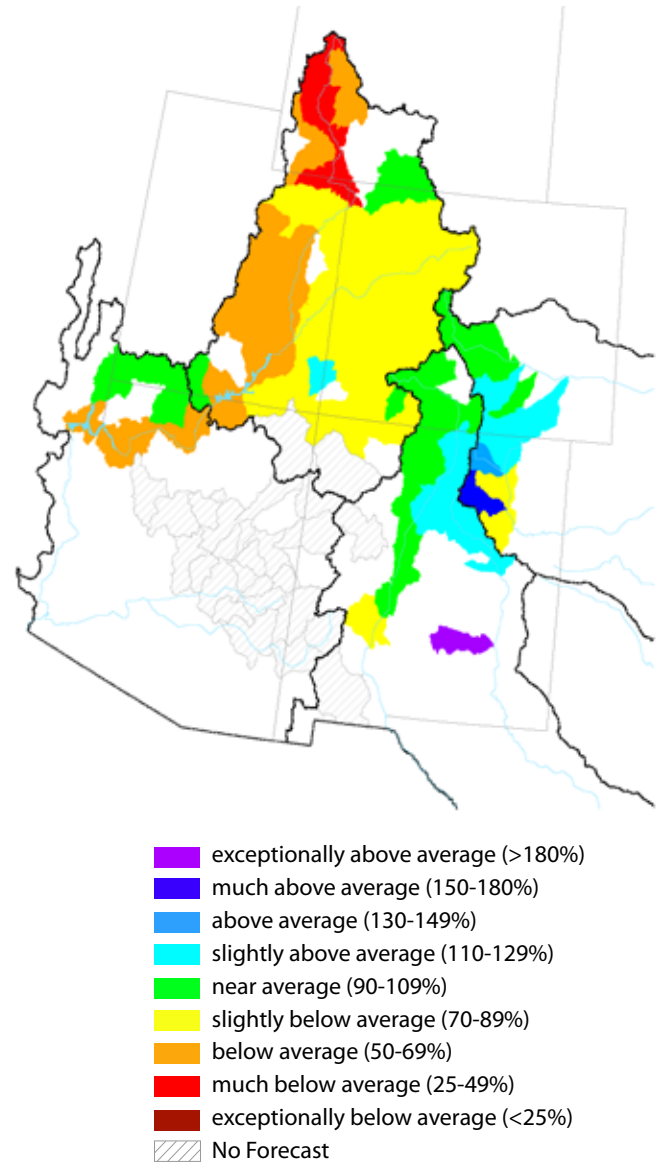 exceptionally above average (>180%)
much above average (150-180%)
above average (130-149%)
slightly above average (110-129%)
near average (90-109%)
slightly below average (70-89%)
below average (50-69%)
much below average (25-49%)
exceptionally below average (<25%)
No Forecast